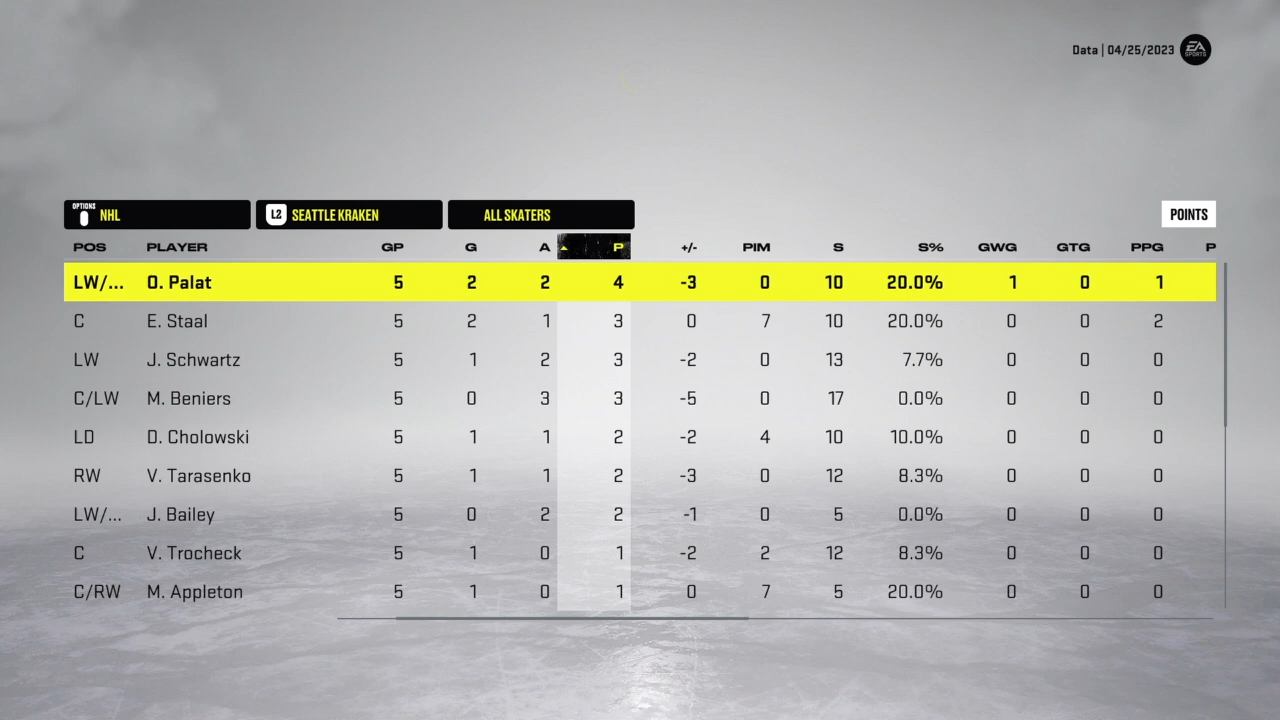 Data | 04/25/2023 EA SPORTS
OPTIONS NHL L2 SEATTLE KRAKEN ALL SKATERS POINTS
POS PLAYER GP G A P +/- PIM S S% GWG GTG PPG P
LW/... O. Palat 5 2 2 4 -3 0 10 20.0% 1 0 1
C E. Staal 5 2 1 3 0 7 10 20.0% 0 0 2
LW J. Schwartz 5 1 2 3 -2 0 13 7.7% 0 0 0
C/LW M. Beniers 5 0 3 3 -5 0 17 0.0% 0 0 0
LD D. Cholowski 5 1 1 2 -2 4 10 10.0% 0 0 0
RW V. Tarasenko 5 1 1 2 -3 0 12 8.3% 0 0 0
LW/... J. Bailey 5 0 2 2 -1 0 5 0.0% 0 0 0
C V. Trocheck 5 1 0 1 -2 2 12 8.3% 0 0 0
C/RW M. Appleton 5 1 0 1 0 7 5 20.0% 0 0 0